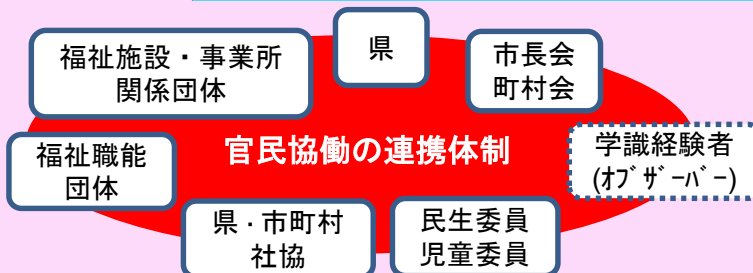 県
福祉施設・事業所
関係団体
市長会
町村会
官民協働の連携体制
学識経験者
(ｵﾌﾞｻﾞｰﾊﾞｰ)
福祉職能
団体
県・市町村
社協
民生委員
児童委員